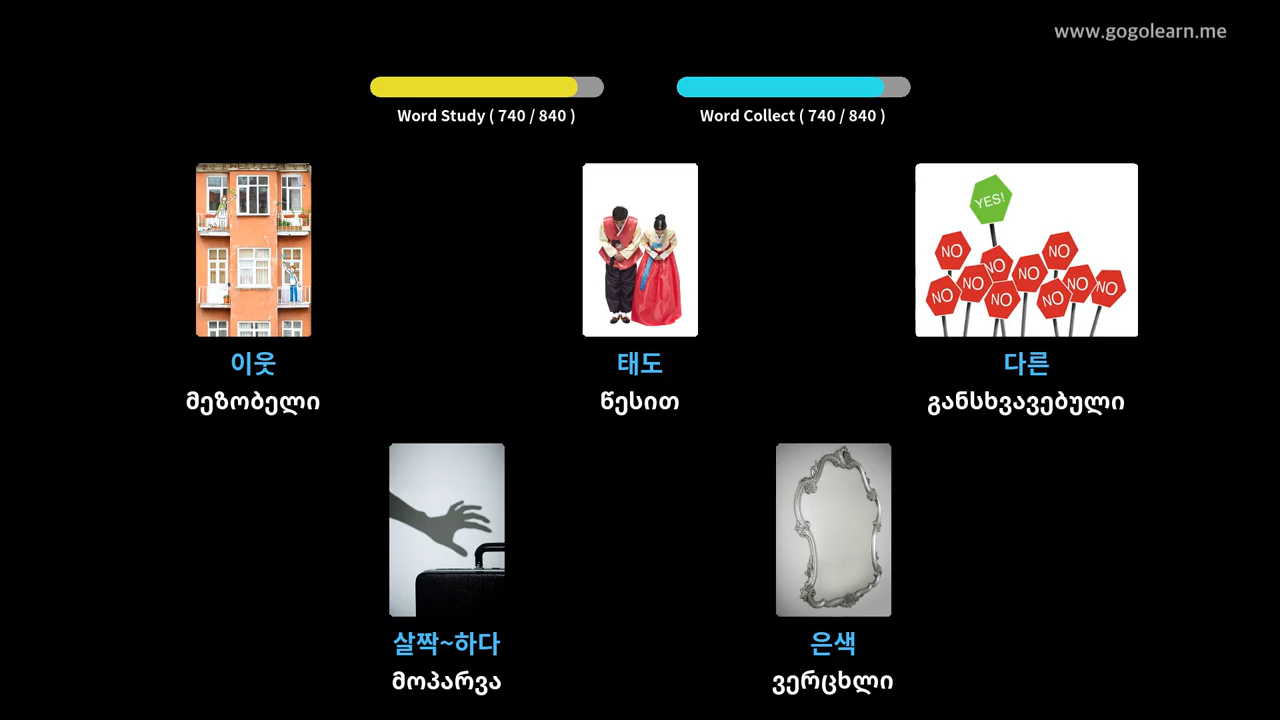 www.gogolearn.me
Word Study ( 740 / 840 )
Word Collect ( 740 / 840 )
YES!
NO
NO
NO
NO
NO
NO
NO
NO
NO
NO
이웃
태도
다른
მეზობელი
წესით
განსხვავებული
살짝~하다
은색
მოპარვა
ვერცხლი